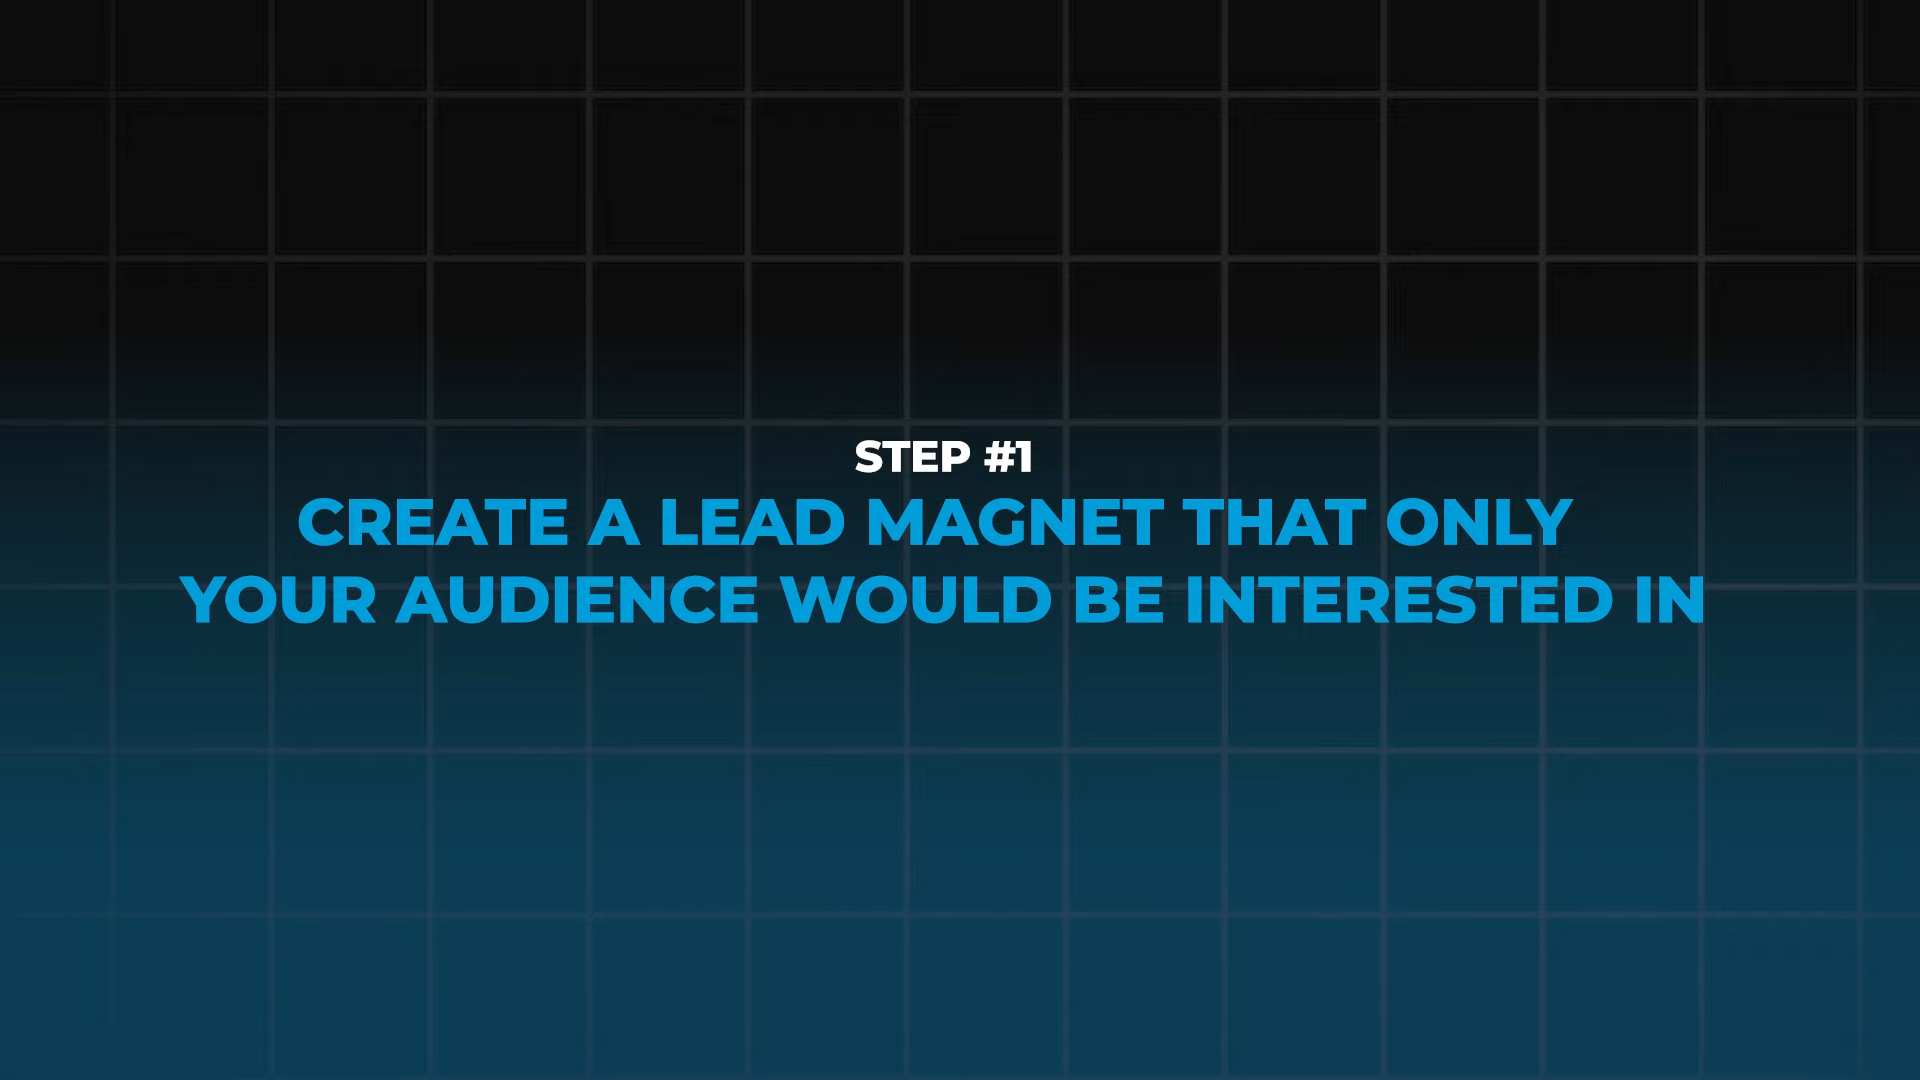 STEP #1
CREATE A LEAD MAGNET THAT ONLY
YOUR AUDIENCE WOULD BE INTERESTED IN